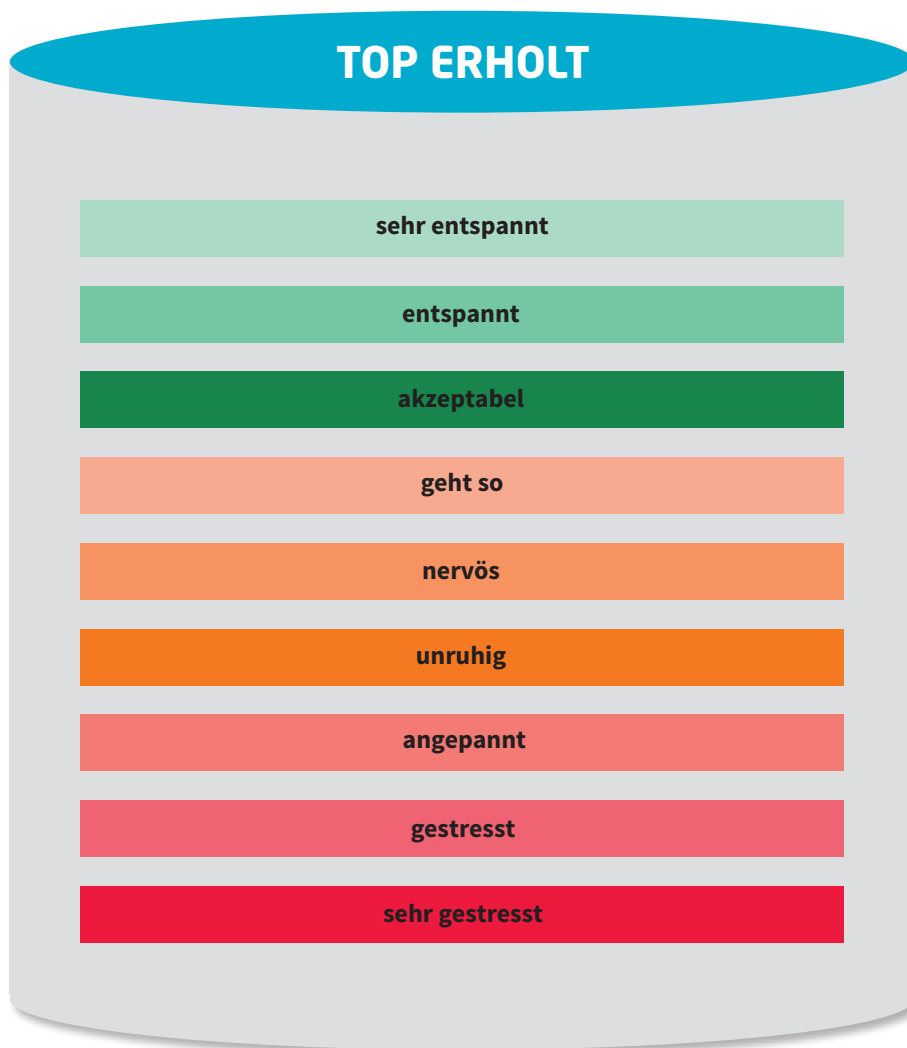 TOP ERHOLT
sehr entspannt
entspannt
akzeptabel
geht so
nervös
unruhig
angepannt
gestresst
sehr gestresst